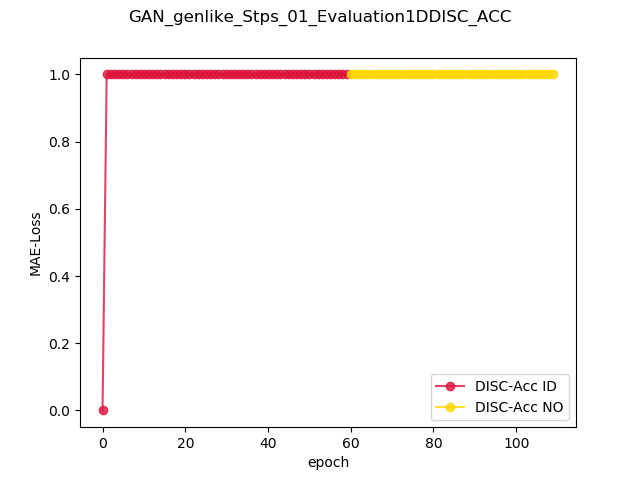 GAN_genlike_Stps_01_Evaluation1DDISC_ACC
1.0
0.8
0.6
0.4
0.2
0.0
MAE-Loss
0 20 40 60 80 100
epoch
DISC-Acc ID
DISC-Acc NO